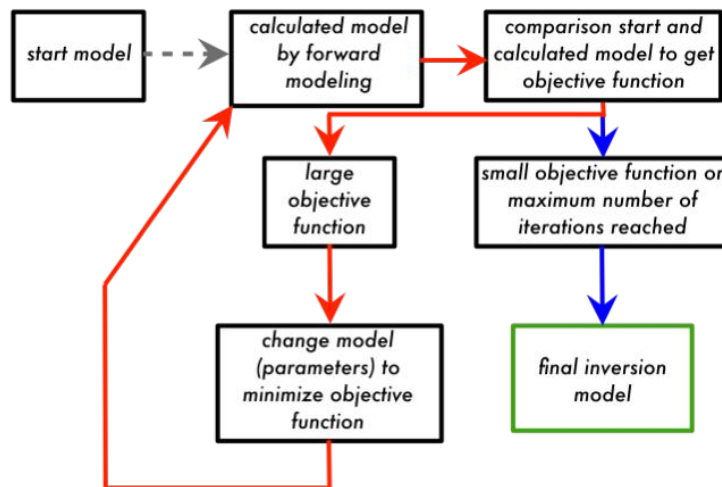 start model
calculated model
by forward
modeling
comparison start and
calculated model to get
objective function
large
objective
function
small objective function or
maximum number of
iterations reached
change model
(parameters) to
minimize objective
function
final inversion
model